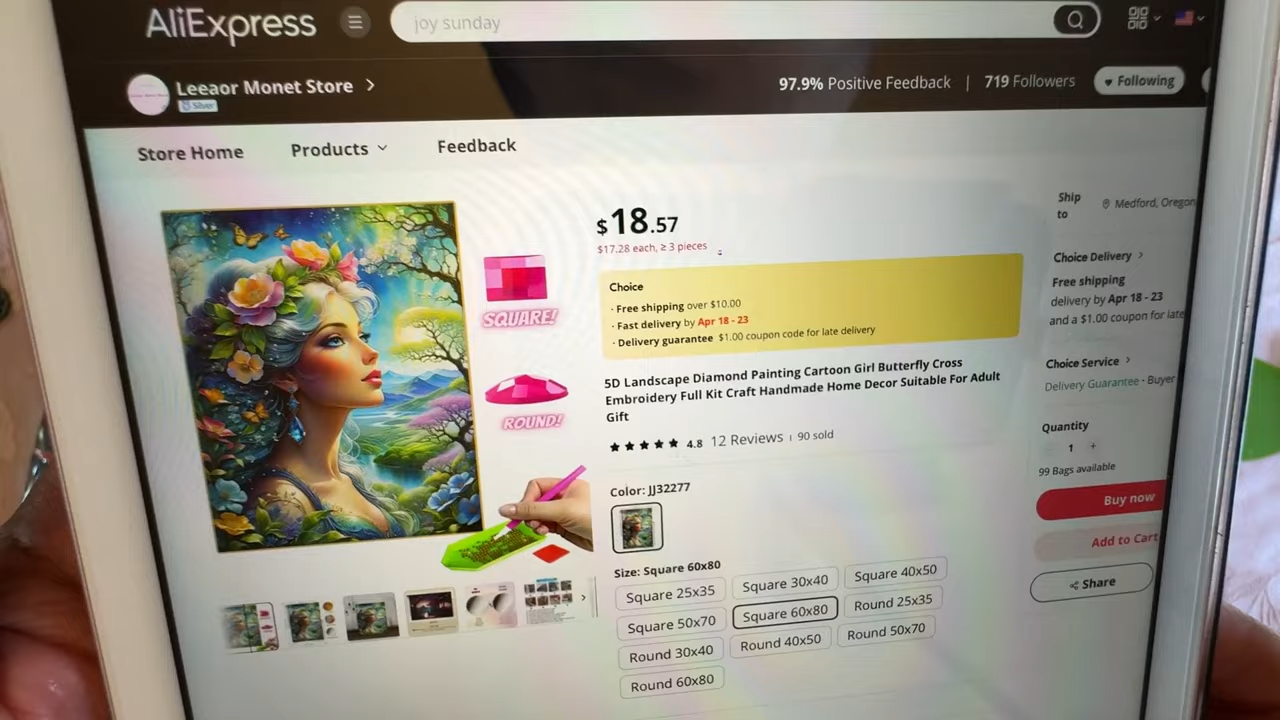 AliExpress
joy sunday
Leeaor Monet Store >
Silver
97.9% Positive Feedback | 719 Followers
Following
Store Home
Products
Feedback
SQUARE!
ROUND!
$18.57
$17.28 each, ≥ 3 pieces
Choice
· Free shipping over $10.00
· Fast delivery by Apr 18 - 23
· Delivery guarantee $1.00 coupon code for late delivery
5D Landscape Diamond Painting Cartoon Girl Butterfly Cross
Embroidery Full Kit Craft Handmade Home Decor Suitable For Adult
Gift
4.8 12 Reviews | 90 sold
Color: JJ32277
Size: Square 60x80
Square 25x35
Square 30x40
Square 40x50
Square 50x70
Square 60x80
Round 25x35
Round 30x40
Round 40x50
Round 50x70
Round 60x80
Ship
to
Medford, Oregon
Choice Delivery >
Free shipping
delivery by Apr 18 - 23
and a $1.00 coupon for late
Choice Service >
Delivery Guarantee · Buyer
Quantity
1 +
99 Bags available
Buy now
Add to Cart
Share